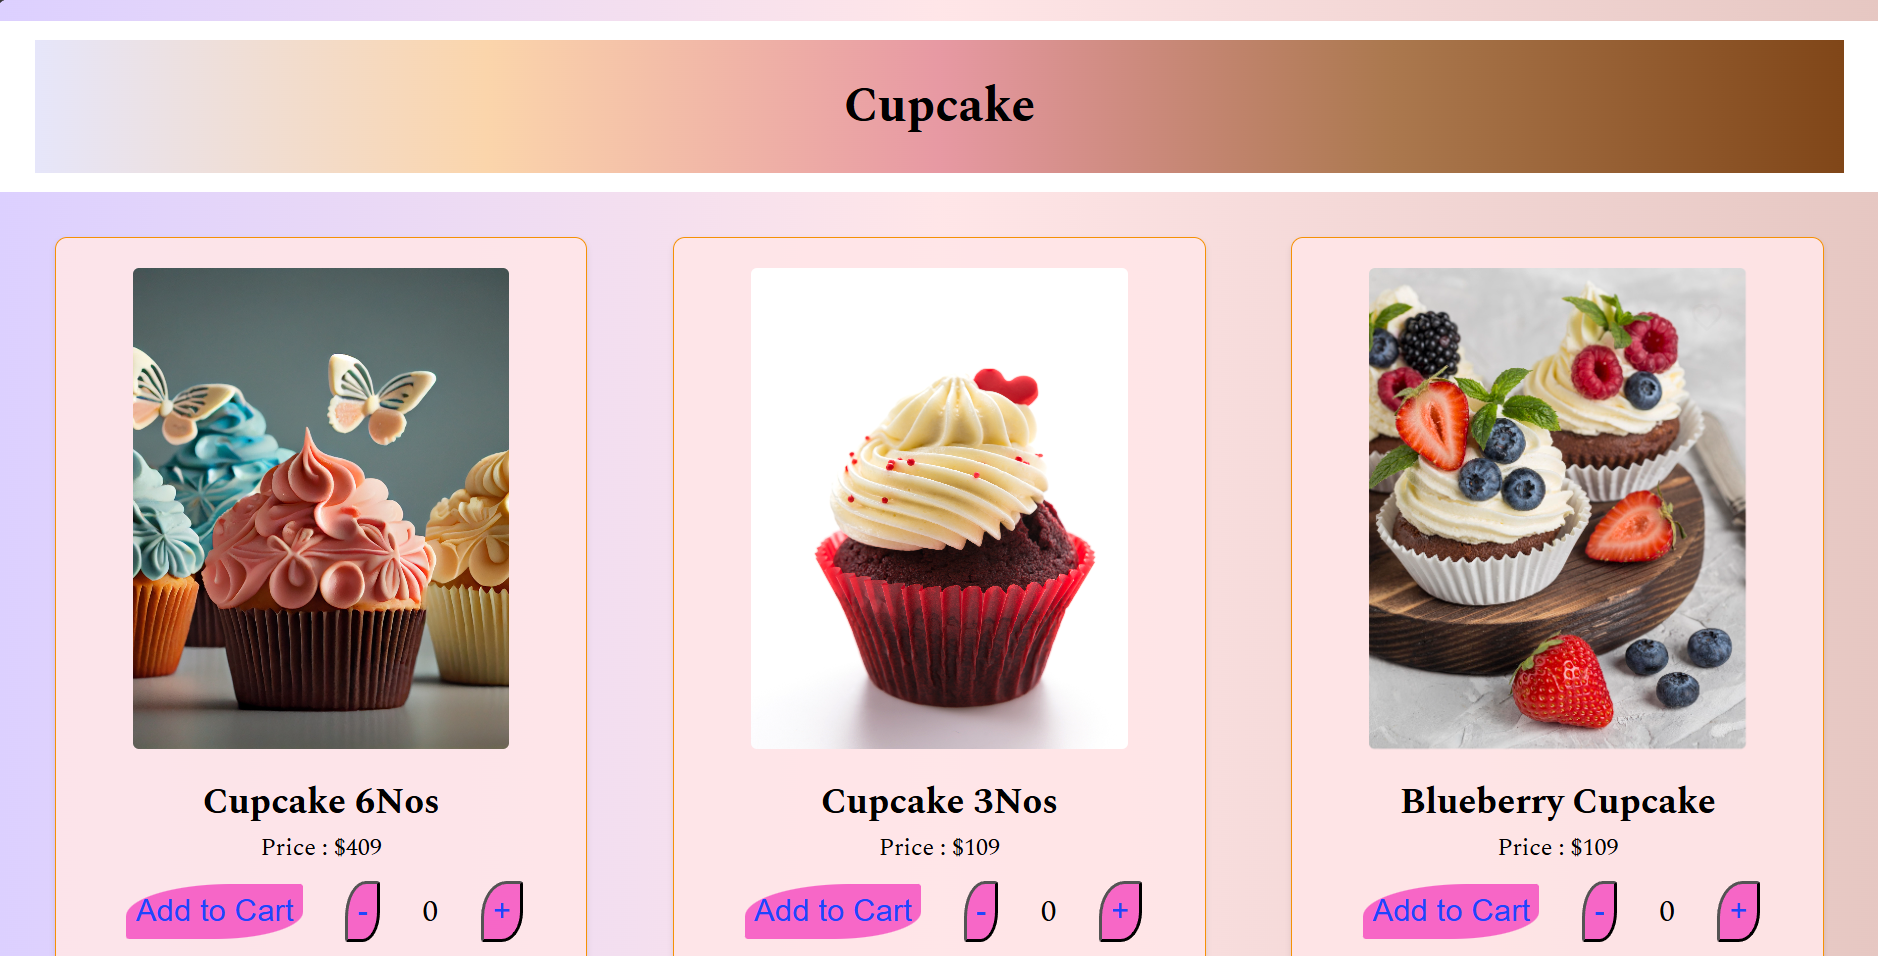 Cupcake
Cupcake 6Nos
Price : $409
Add to Cart - 0 +
Cupcake 3Nos
Price : $109
Add to Cart - 0 +
Blueberry Cupcake
Price : $109
Add to Cart - 0 +